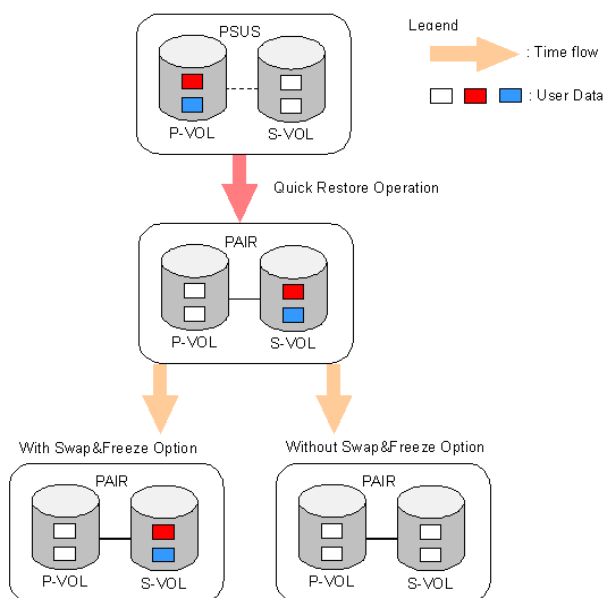 PSUS
P-VOL
S-VOL
Legend
: Time flow
: User Data
Quick Restore Operation
PAIR
P-VOL
S-VOL
With Swap&Freeze Option
Without Swap&Freeze Option
PAIR
P-VOL
S-VOL
PAIR
P-VOL
S-VOL